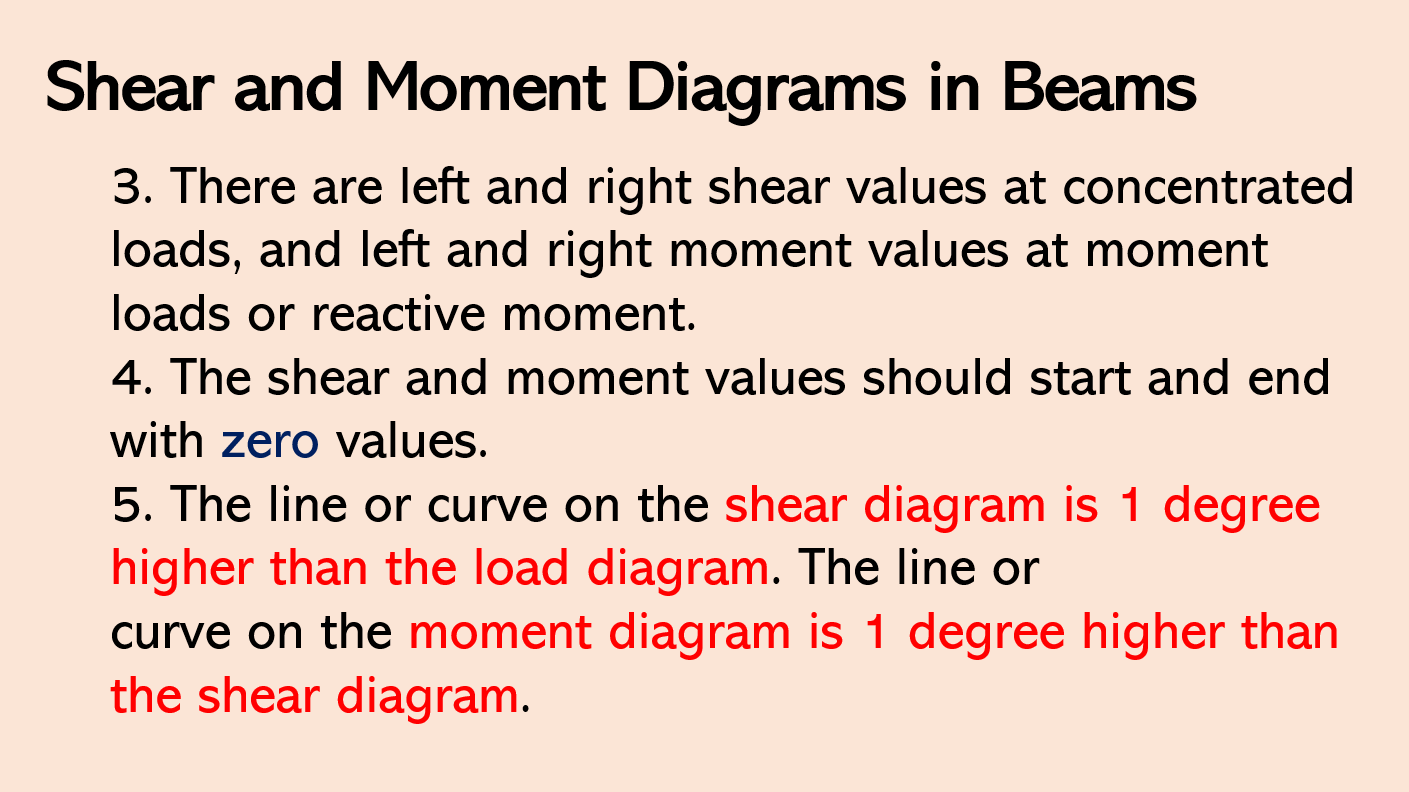 Shear and Moment Diagrams in Beams
3. There are left and right shear values at concentrated
loads, and left and right moment values at moment
loads or reactive moment.
4. The shear and moment values should start and end
with zero values.
5. The line or curve on the shear diagram is 1 degree
higher than the load diagram. The line or
curve on the moment diagram is 1 degree higher than
the shear diagram.